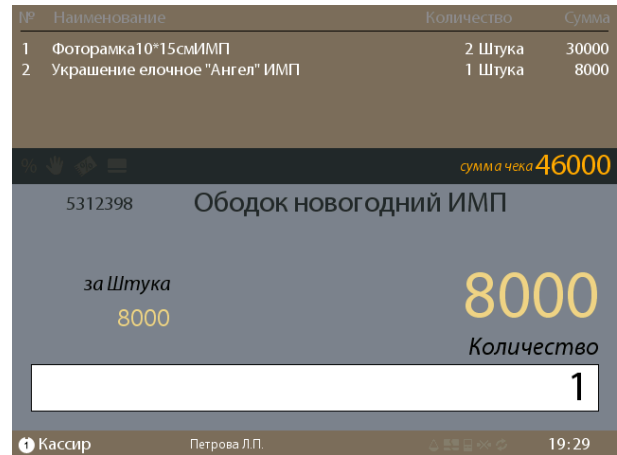 № Наименование Количество Сумма
1 Фоторамка10*15смИМП 2 Штука 30000
2 Украшение елочное "Ангел" ИМП 1 Штука 8000
% сумма чека 46000
5312398 Ободок новогодний ИМП
за Штука
8000 8000
Количество
1
1 Кассир Петрова Л.П. 19:29